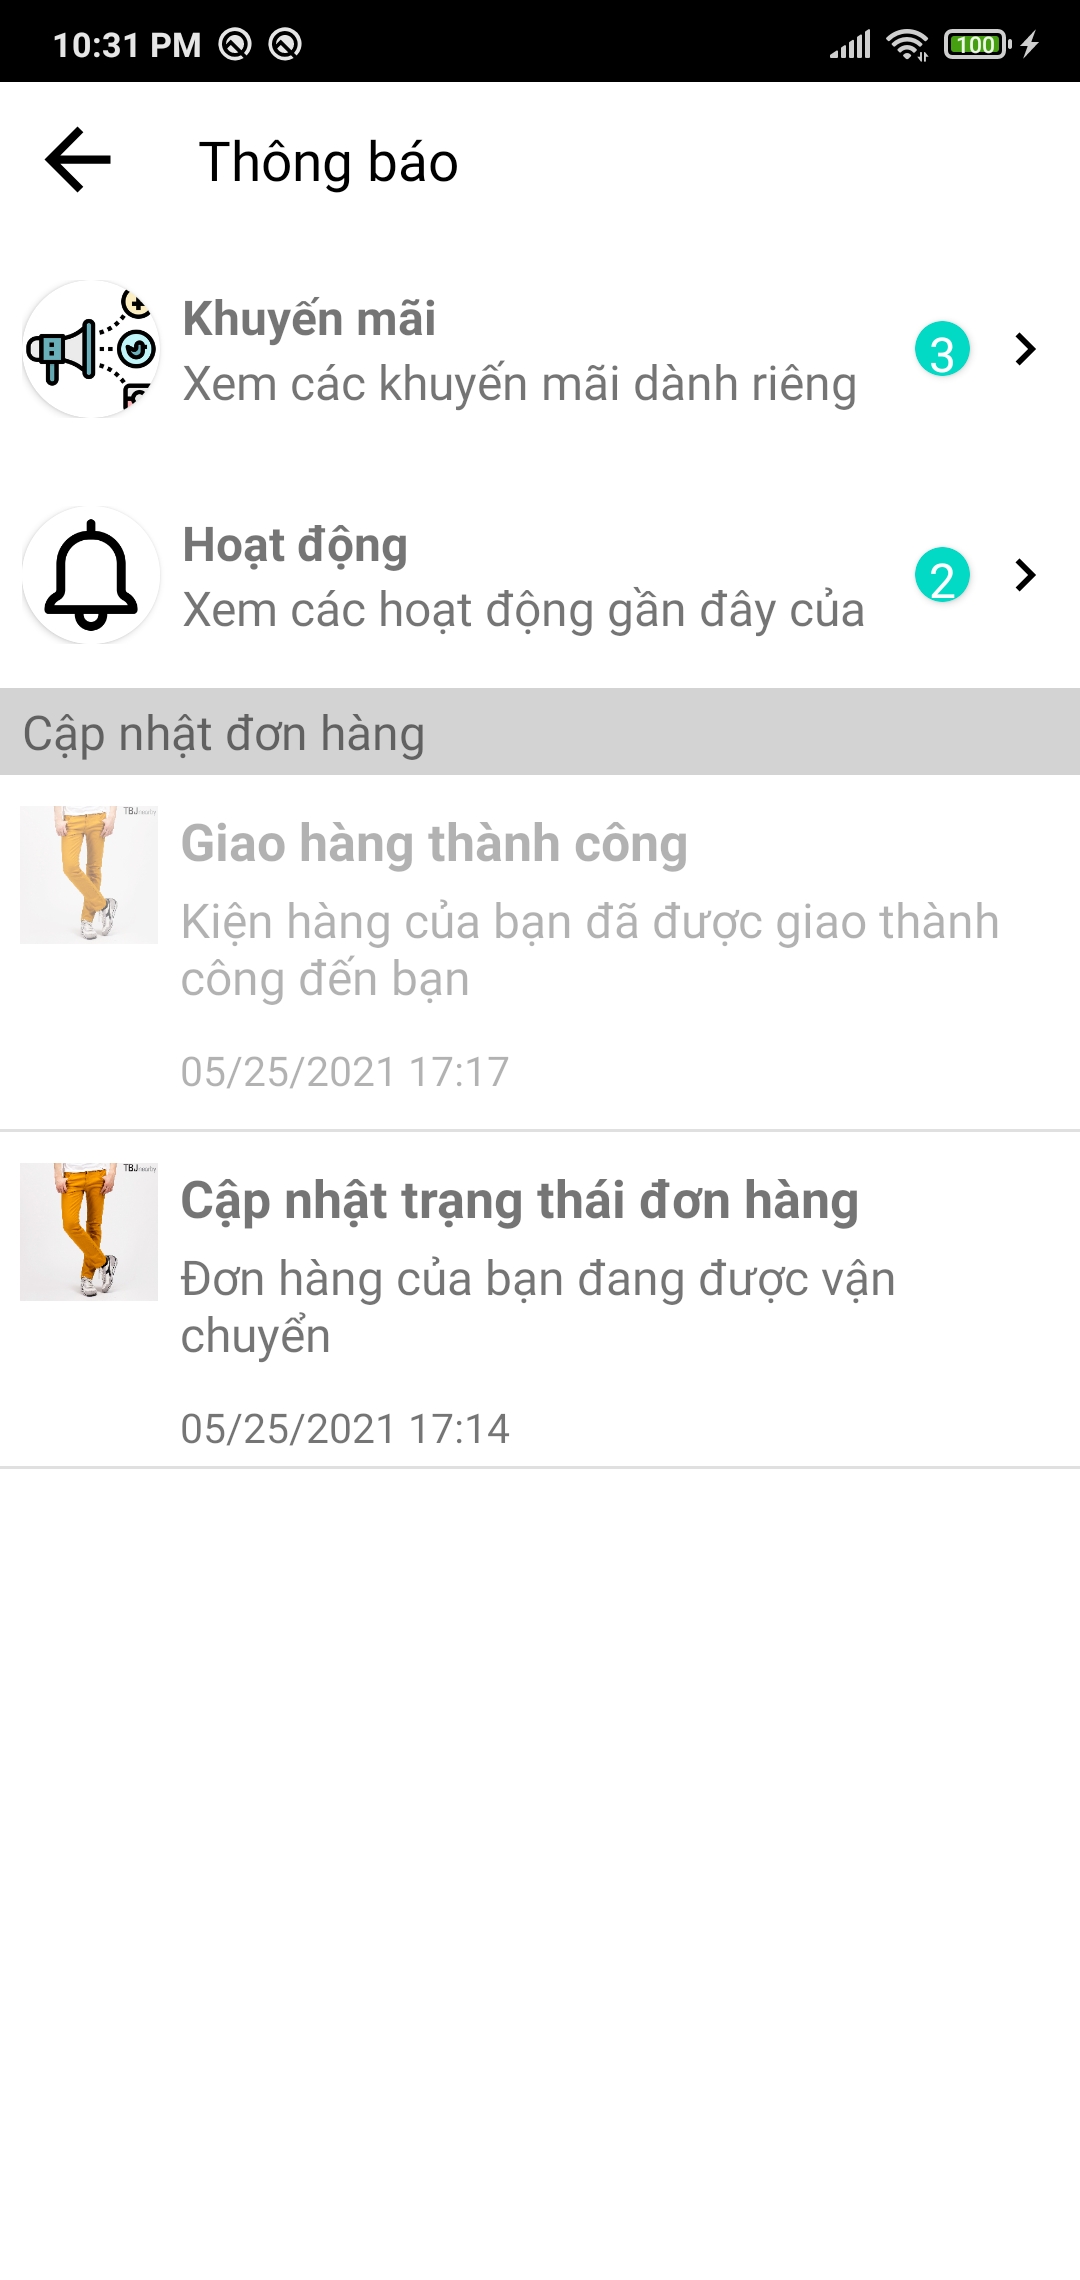 10:31 PM
100
Thông báo
Khuyến mãi
Xem các khuyến mãi dành riêng
3
Hoạt động
Xem các hoạt động gần đây của
2
Cập nhật đơn hàng
TBJnearby
Giao hàng thành công
Kiện hàng của bạn đã được giao thành
công đến bạn
05/25/2021 17:17
TBJnearby
Cập nhật trạng thái đơn hàng
Đơn hàng của bạn đang được vận
chuyển
05/25/2021 17:14